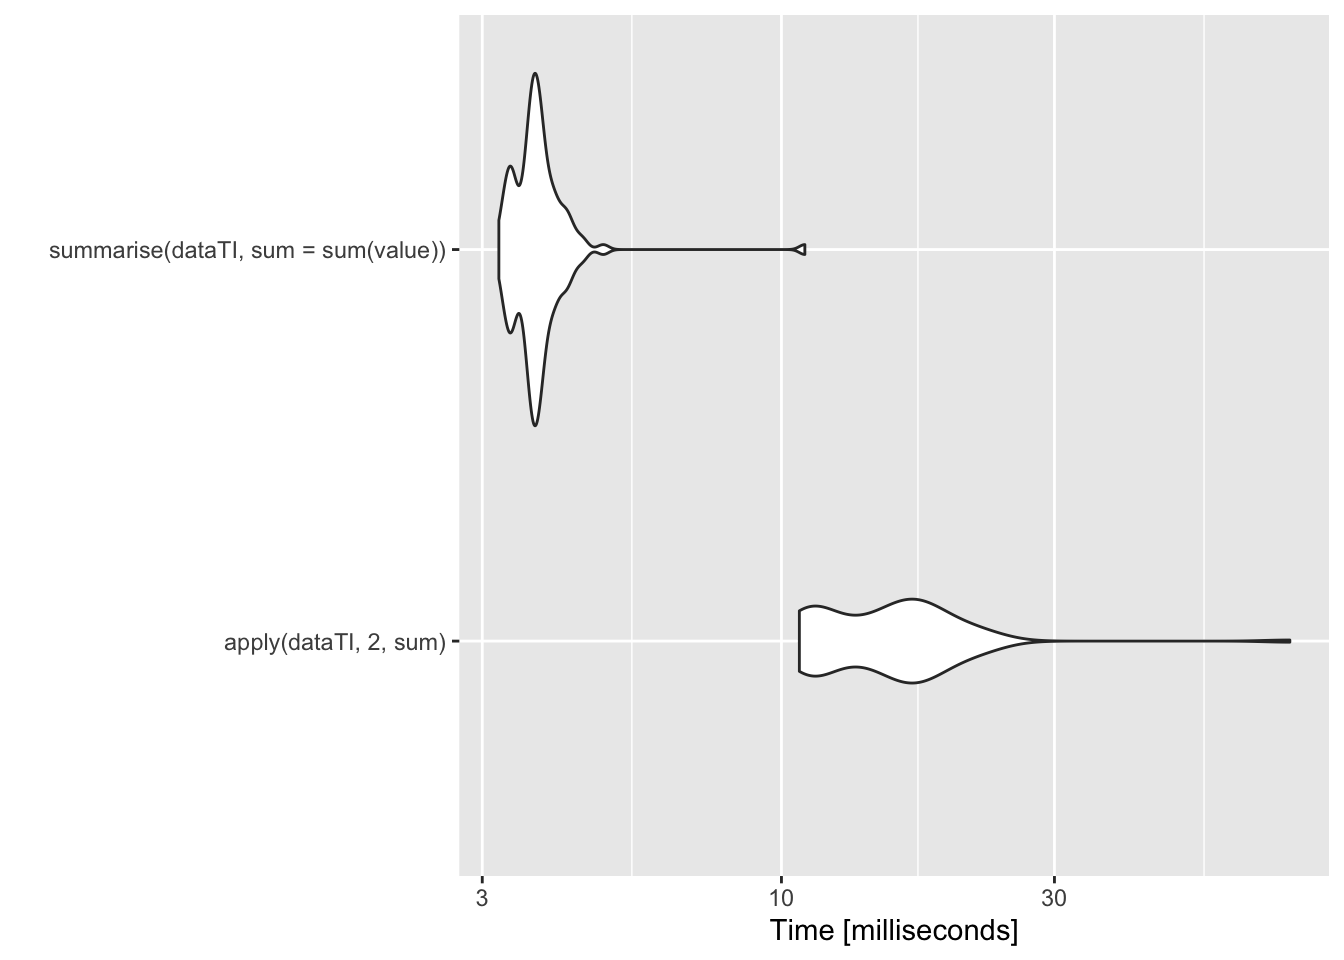 summarise(dataTI, sum = sum(value))
apply(dataTI, 2, sum)
3 10 30
Time [milliseconds]